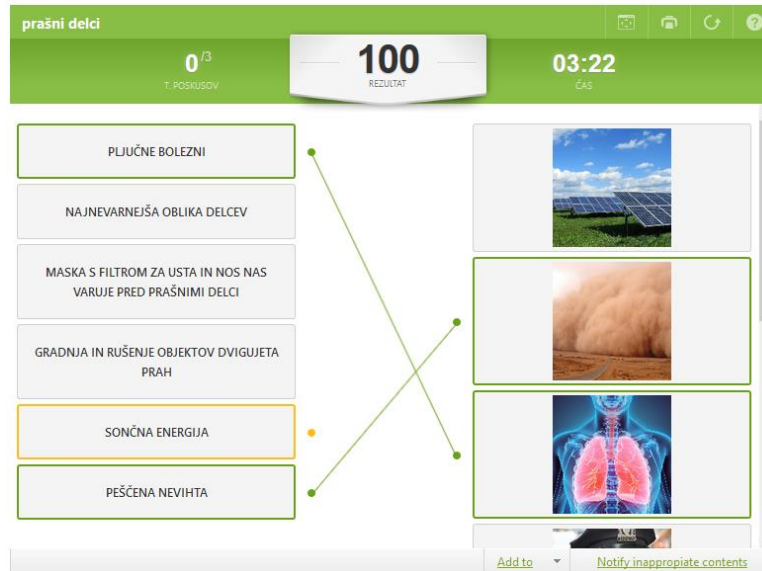 prašni delci
0/3
T. POSKUSOV
100
REZULTAT
03:22
ČAS
PLJUČNE BOLEZNI
NAJNEVARNEJŠA OBLIKA DELCEV
MASKA S FILTROM ZA USTA IN NOS NAS
VARUJE PRED PRAŠNIMI DELCI
GRADNJA IN RUŠENJE OBJEKTOV DVIGUJETA
PRAH
SONČNA ENERGIJA
PEŠČENA NEVIHTA
Add to
Notify inappropiate contents